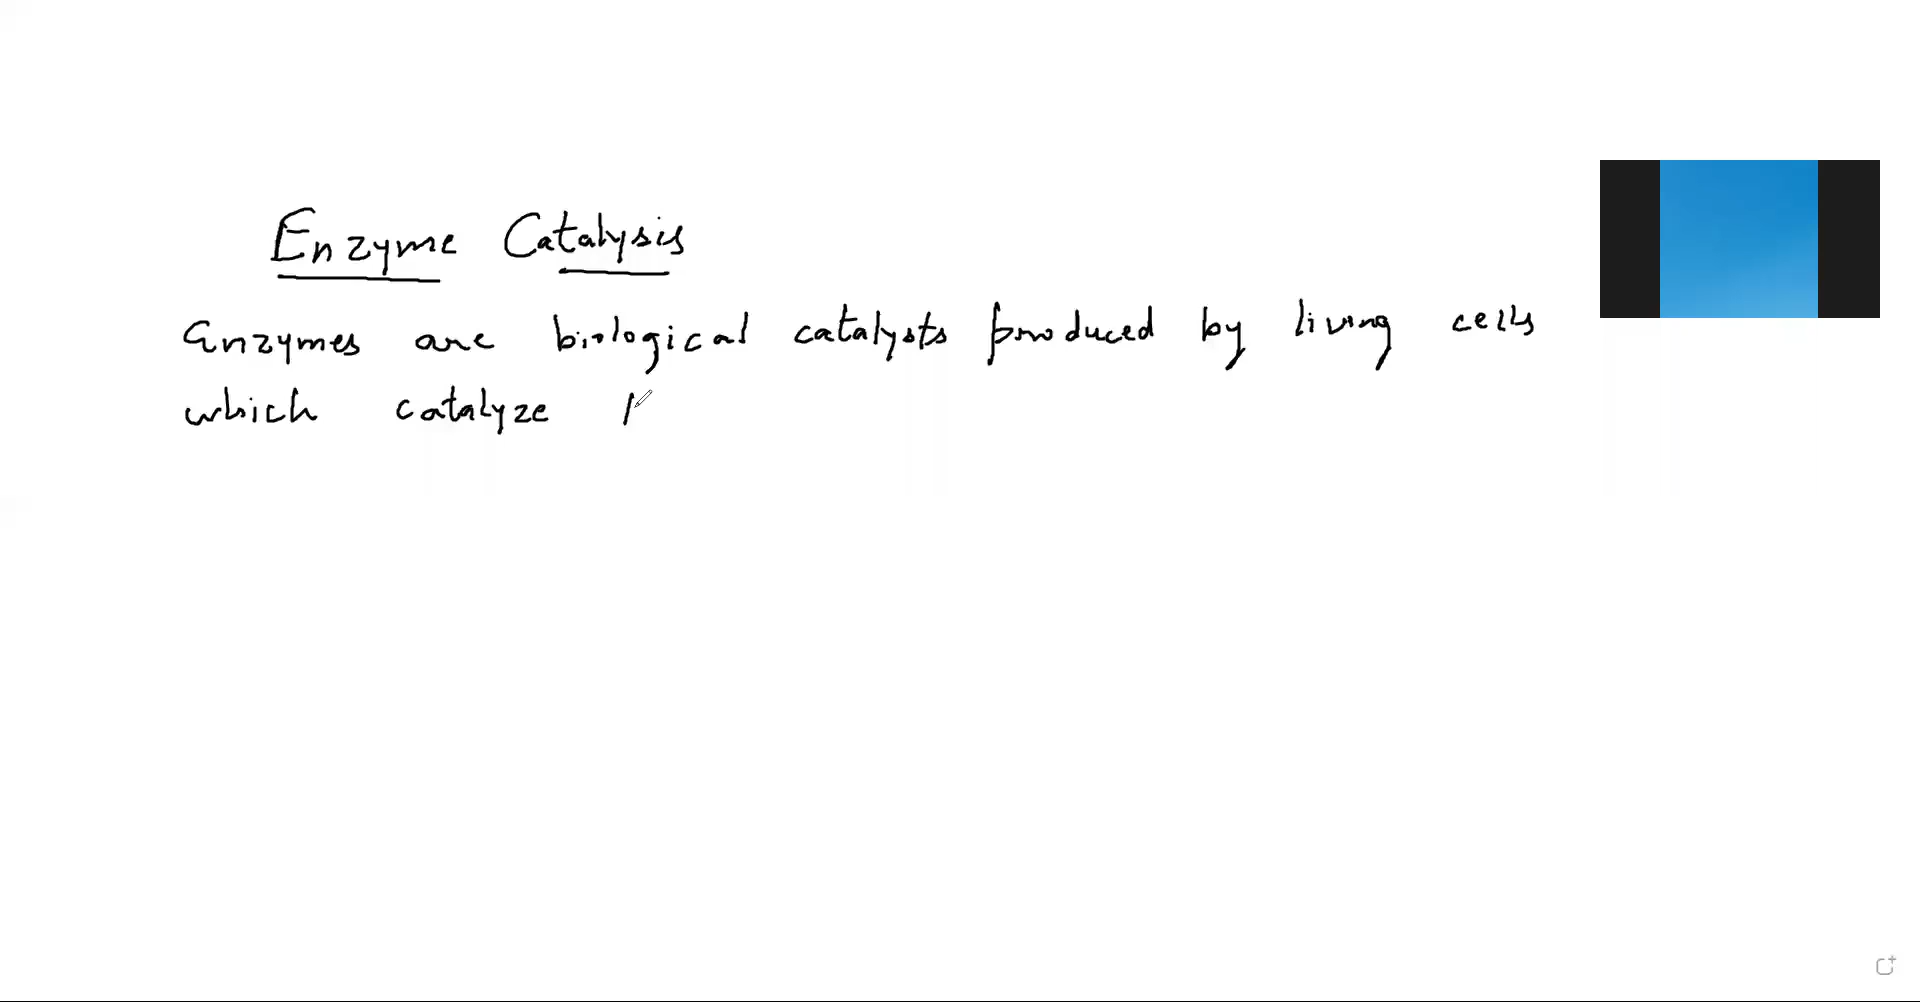 Enzyme Catalysis
Enzymes are biological catalysts produced by living cells
which catalyze